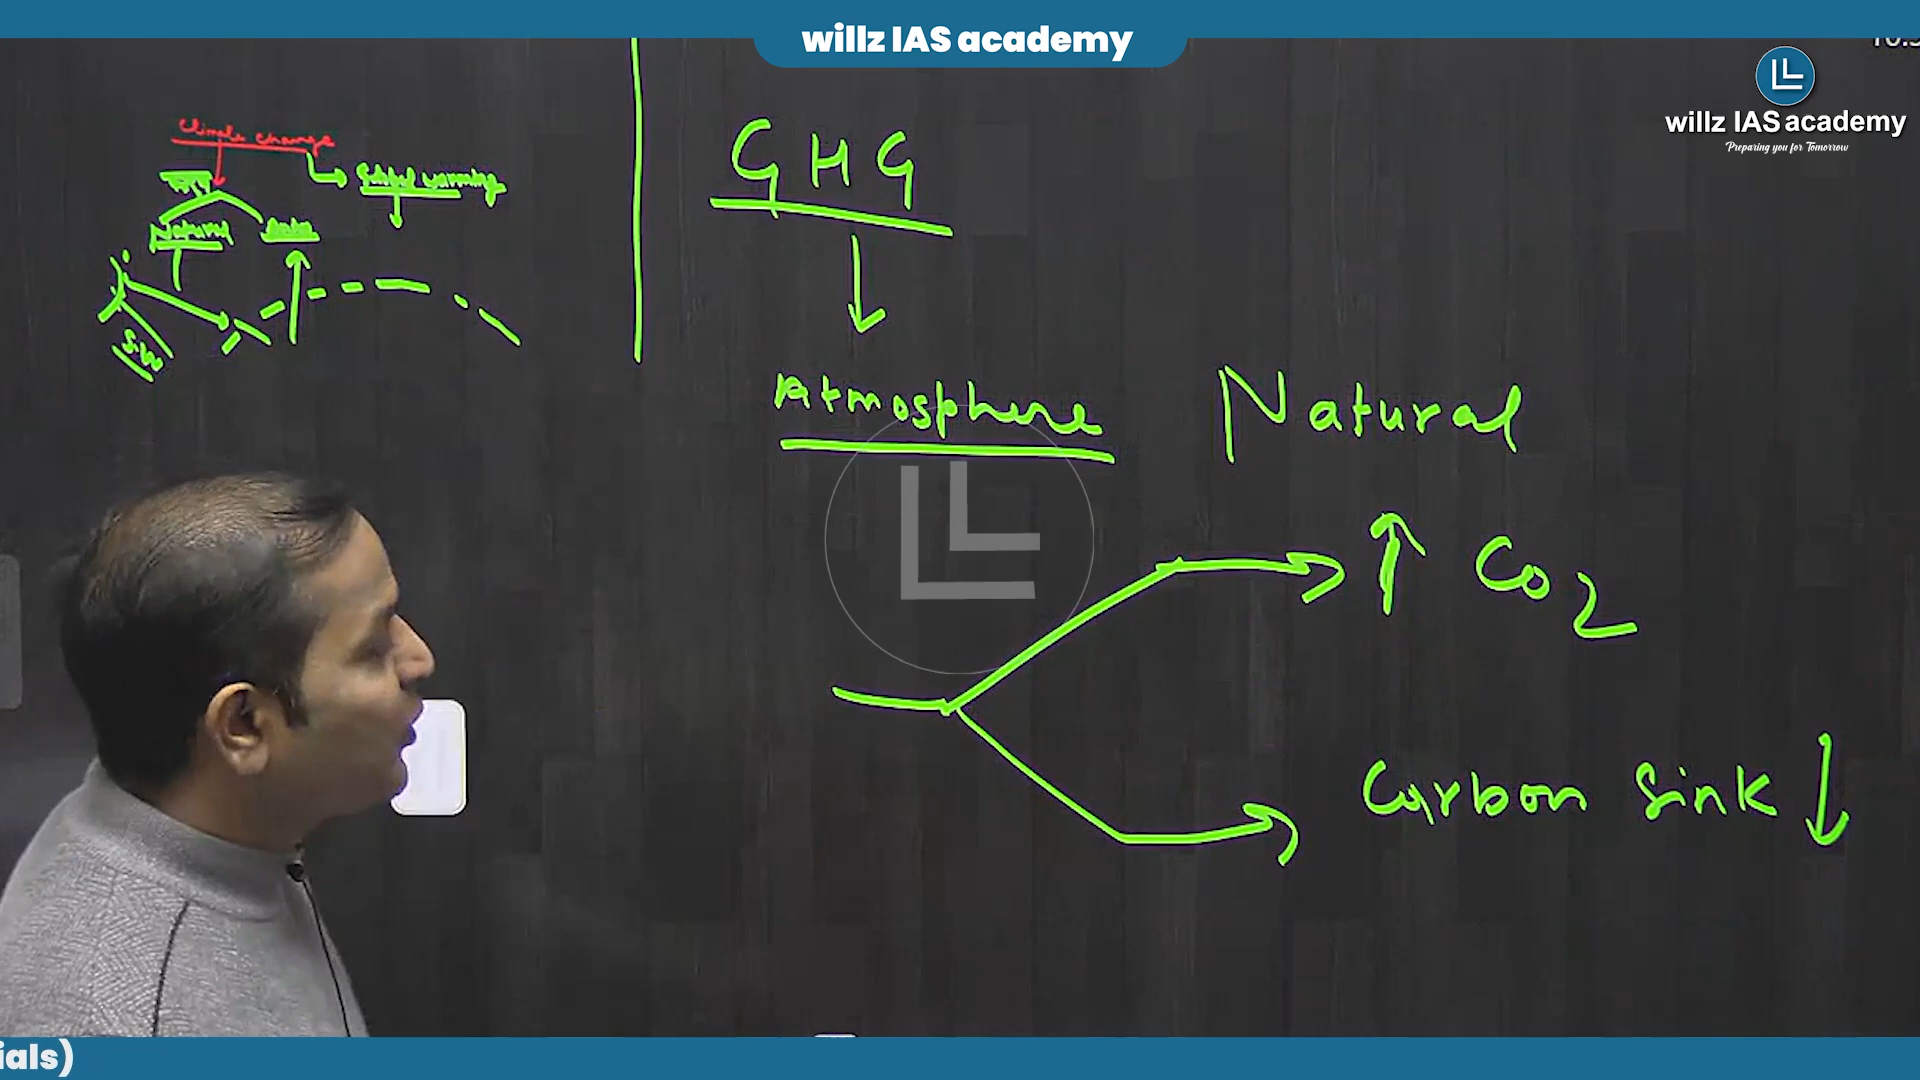 willz IAS academy
willz IAS academy
Preparing you for Tomorrow
Climate change
Global warming
Natural
GHG
Atmosphere
Natural
↑ CO2
Carbon Sink ↓
ials)